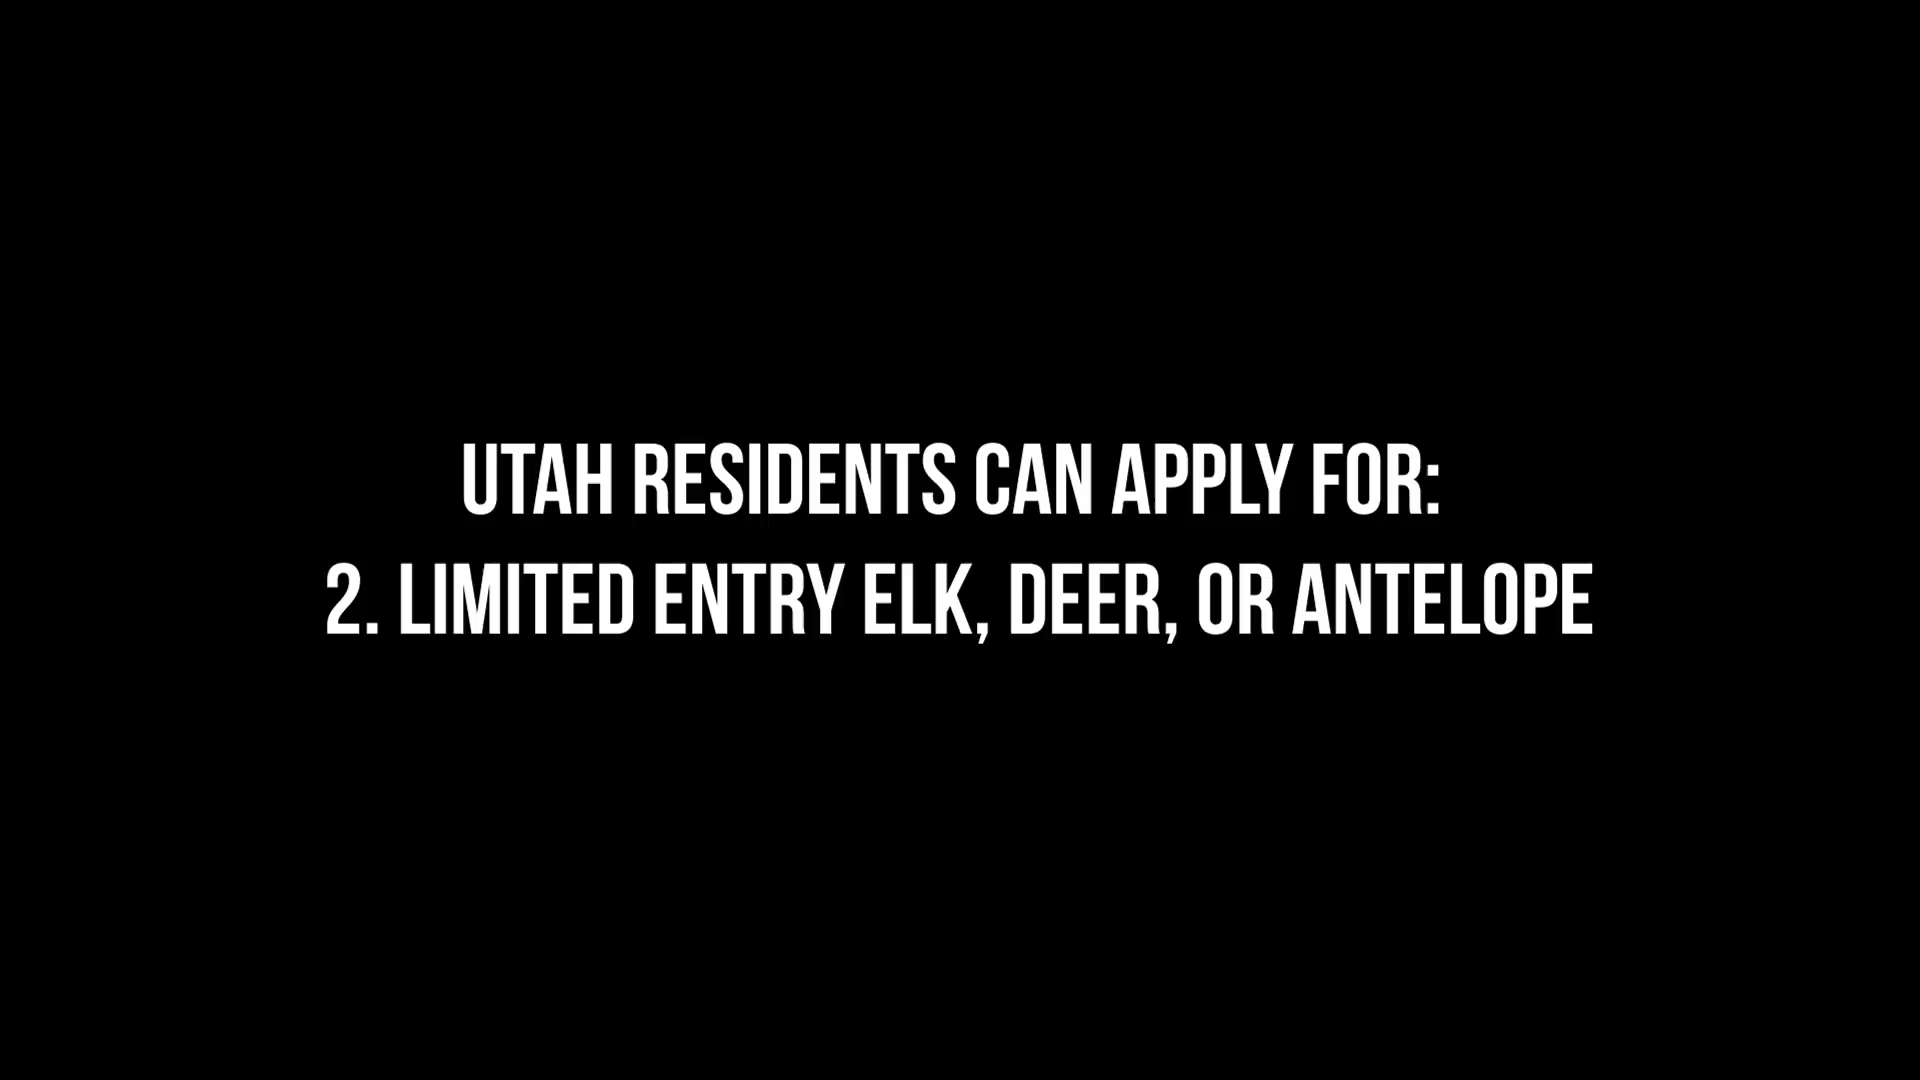 UTAH RESIDENTS CAN APPLY FOR:
2. LIMITED ENTRY ELK, DEER, OR ANTELOPE